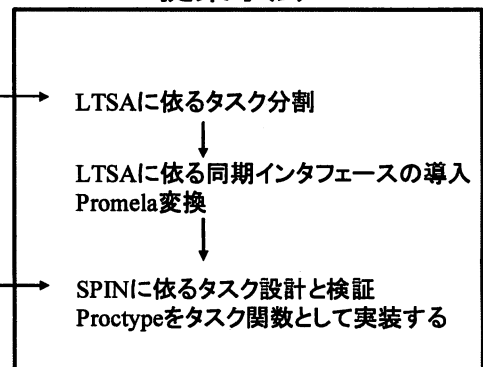 LTSAに依るタスク分割
LTSAに依る同期インタフェースの導入
Promela変換
SPINに依るタスク設計と検証
Proctypeをタスク関数として実装する